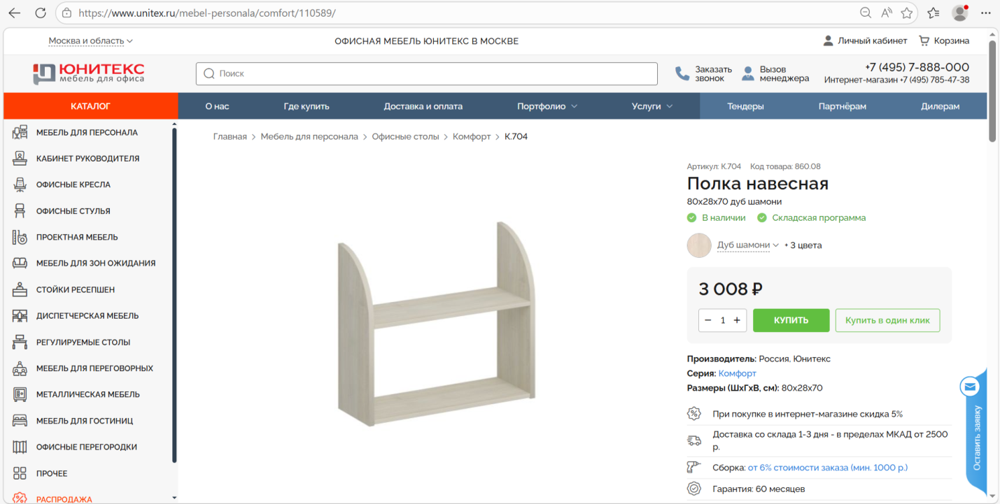 https://www.unitex.ru/mebel-personala/comfort/110589/
Москва и область
ОФИСНАЯ МЕБЕЛЬ ЮНИТЕКС В МОСКВЕ
Личный кабинет
Корзина
ЮНИТЕКС
мебель для офиса
Поиск
Заказать
звонок
Вызов
менеджера
+7 (495) 7-888-000
Интернет-магазин +7 (495) 785-47-38
КАТАЛОГ
О нас
Где купить
Доставка и оплата
Портфолио
Услуги
Тендеры
Партнёрам
Дилерам
МЕБЕЛЬ ДЛЯ ПЕРСОНАЛА
КАБИНЕТ РУКОВОДИТЕЛЯ
ОФИСНЫЕ КРЕСЛА
ОФИСНЫЕ СТУЛЬЯ
ПРОЕКТНАЯ МЕБЕЛЬ
МЕБЕЛЬ ДЛЯ ЗОН ОЖИДАНИЯ
СТОЙКИ РЕСЕПШЕН
ДИСПЕТЧЕРСКАЯ МЕБЕЛЬ
РЕГУЛИРУЕМЫЕ СТОЛЫ
МЕБЕЛЬ ДЛЯ ПЕРЕГОВОРНЫХ
МЕТАЛЛИЧЕСКАЯ МЕБЕЛЬ
МЕБЕЛЬ ДЛЯ ГОСТИНИЦ
ОФИСНЫЕ ПЕРЕГОРОДКИ
ПРОЧЕЕ
РАСПРОДАЖА
Главная > Мебель для персонала > Офисные столы > Комфорт > К.704
Артикул: К.704 Код товара: 860.08
Полка навесная
80x28x70 дуб шамони
В наличии
Складская программа
Дуб шамони
+ 3 цвета
3 008 ₽
− 1 +
КУПИТЬ
Купить в один клик
Производитель: Россия. Юнитекс
Серия: Комфорт
Размеры (ШхГхВ, см): 80x28x70
При покупке в интернет-магазине скидка 5%
Доставка со склада 1-3 дня - в пределах МКАД от 2500
р.
Сборка: от 6% стоимости заказа (мин. 1000 р.)
Гарантия: 60 месяцев
Оставить заявку